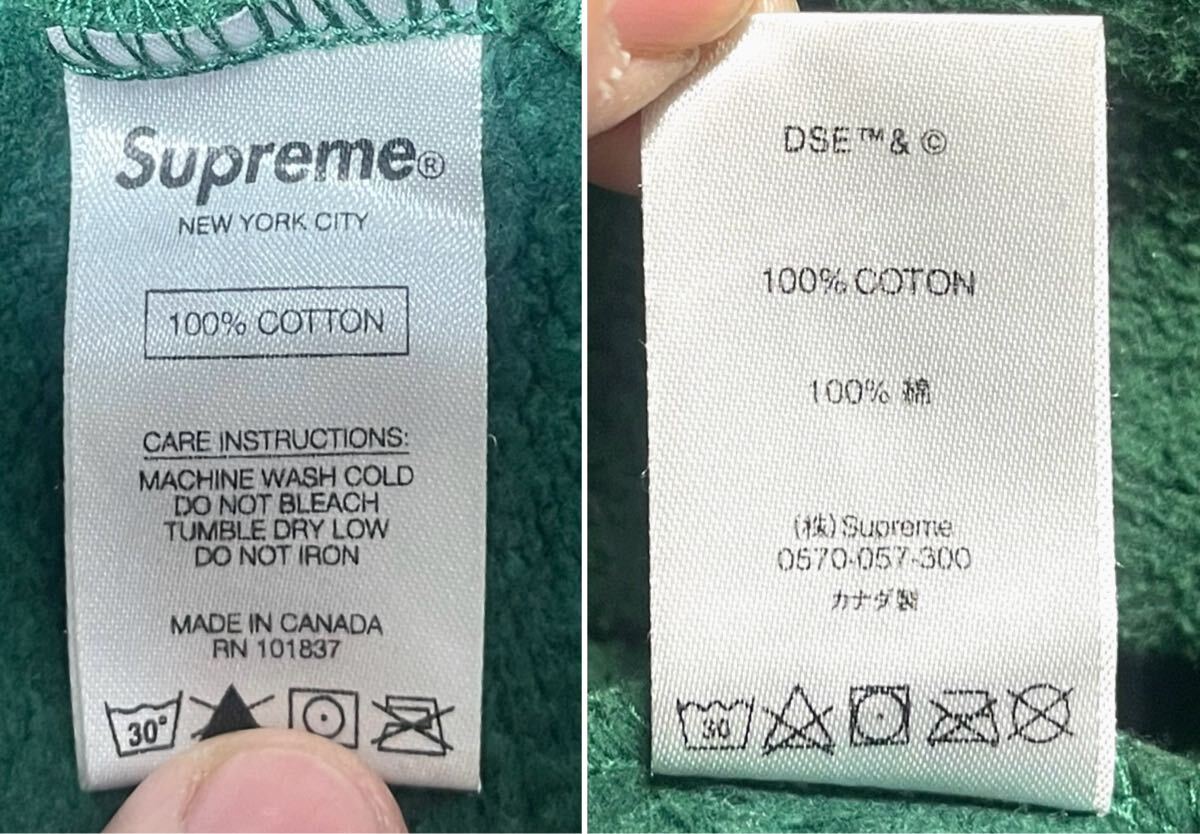 Supreme®
NEW YORK CITY
100% COTTON
CARE INSTRUCTIONS:
MACHINE WASH COLD
DO NOT BLEACH
TUMBLE DRY LOW
DO NOT IRON
MADE IN CANADA
RN 101837
30°
DSE™& ©
100% COTON
100% 綿
(株)Supreme
0570-057-300
カナダ製
30